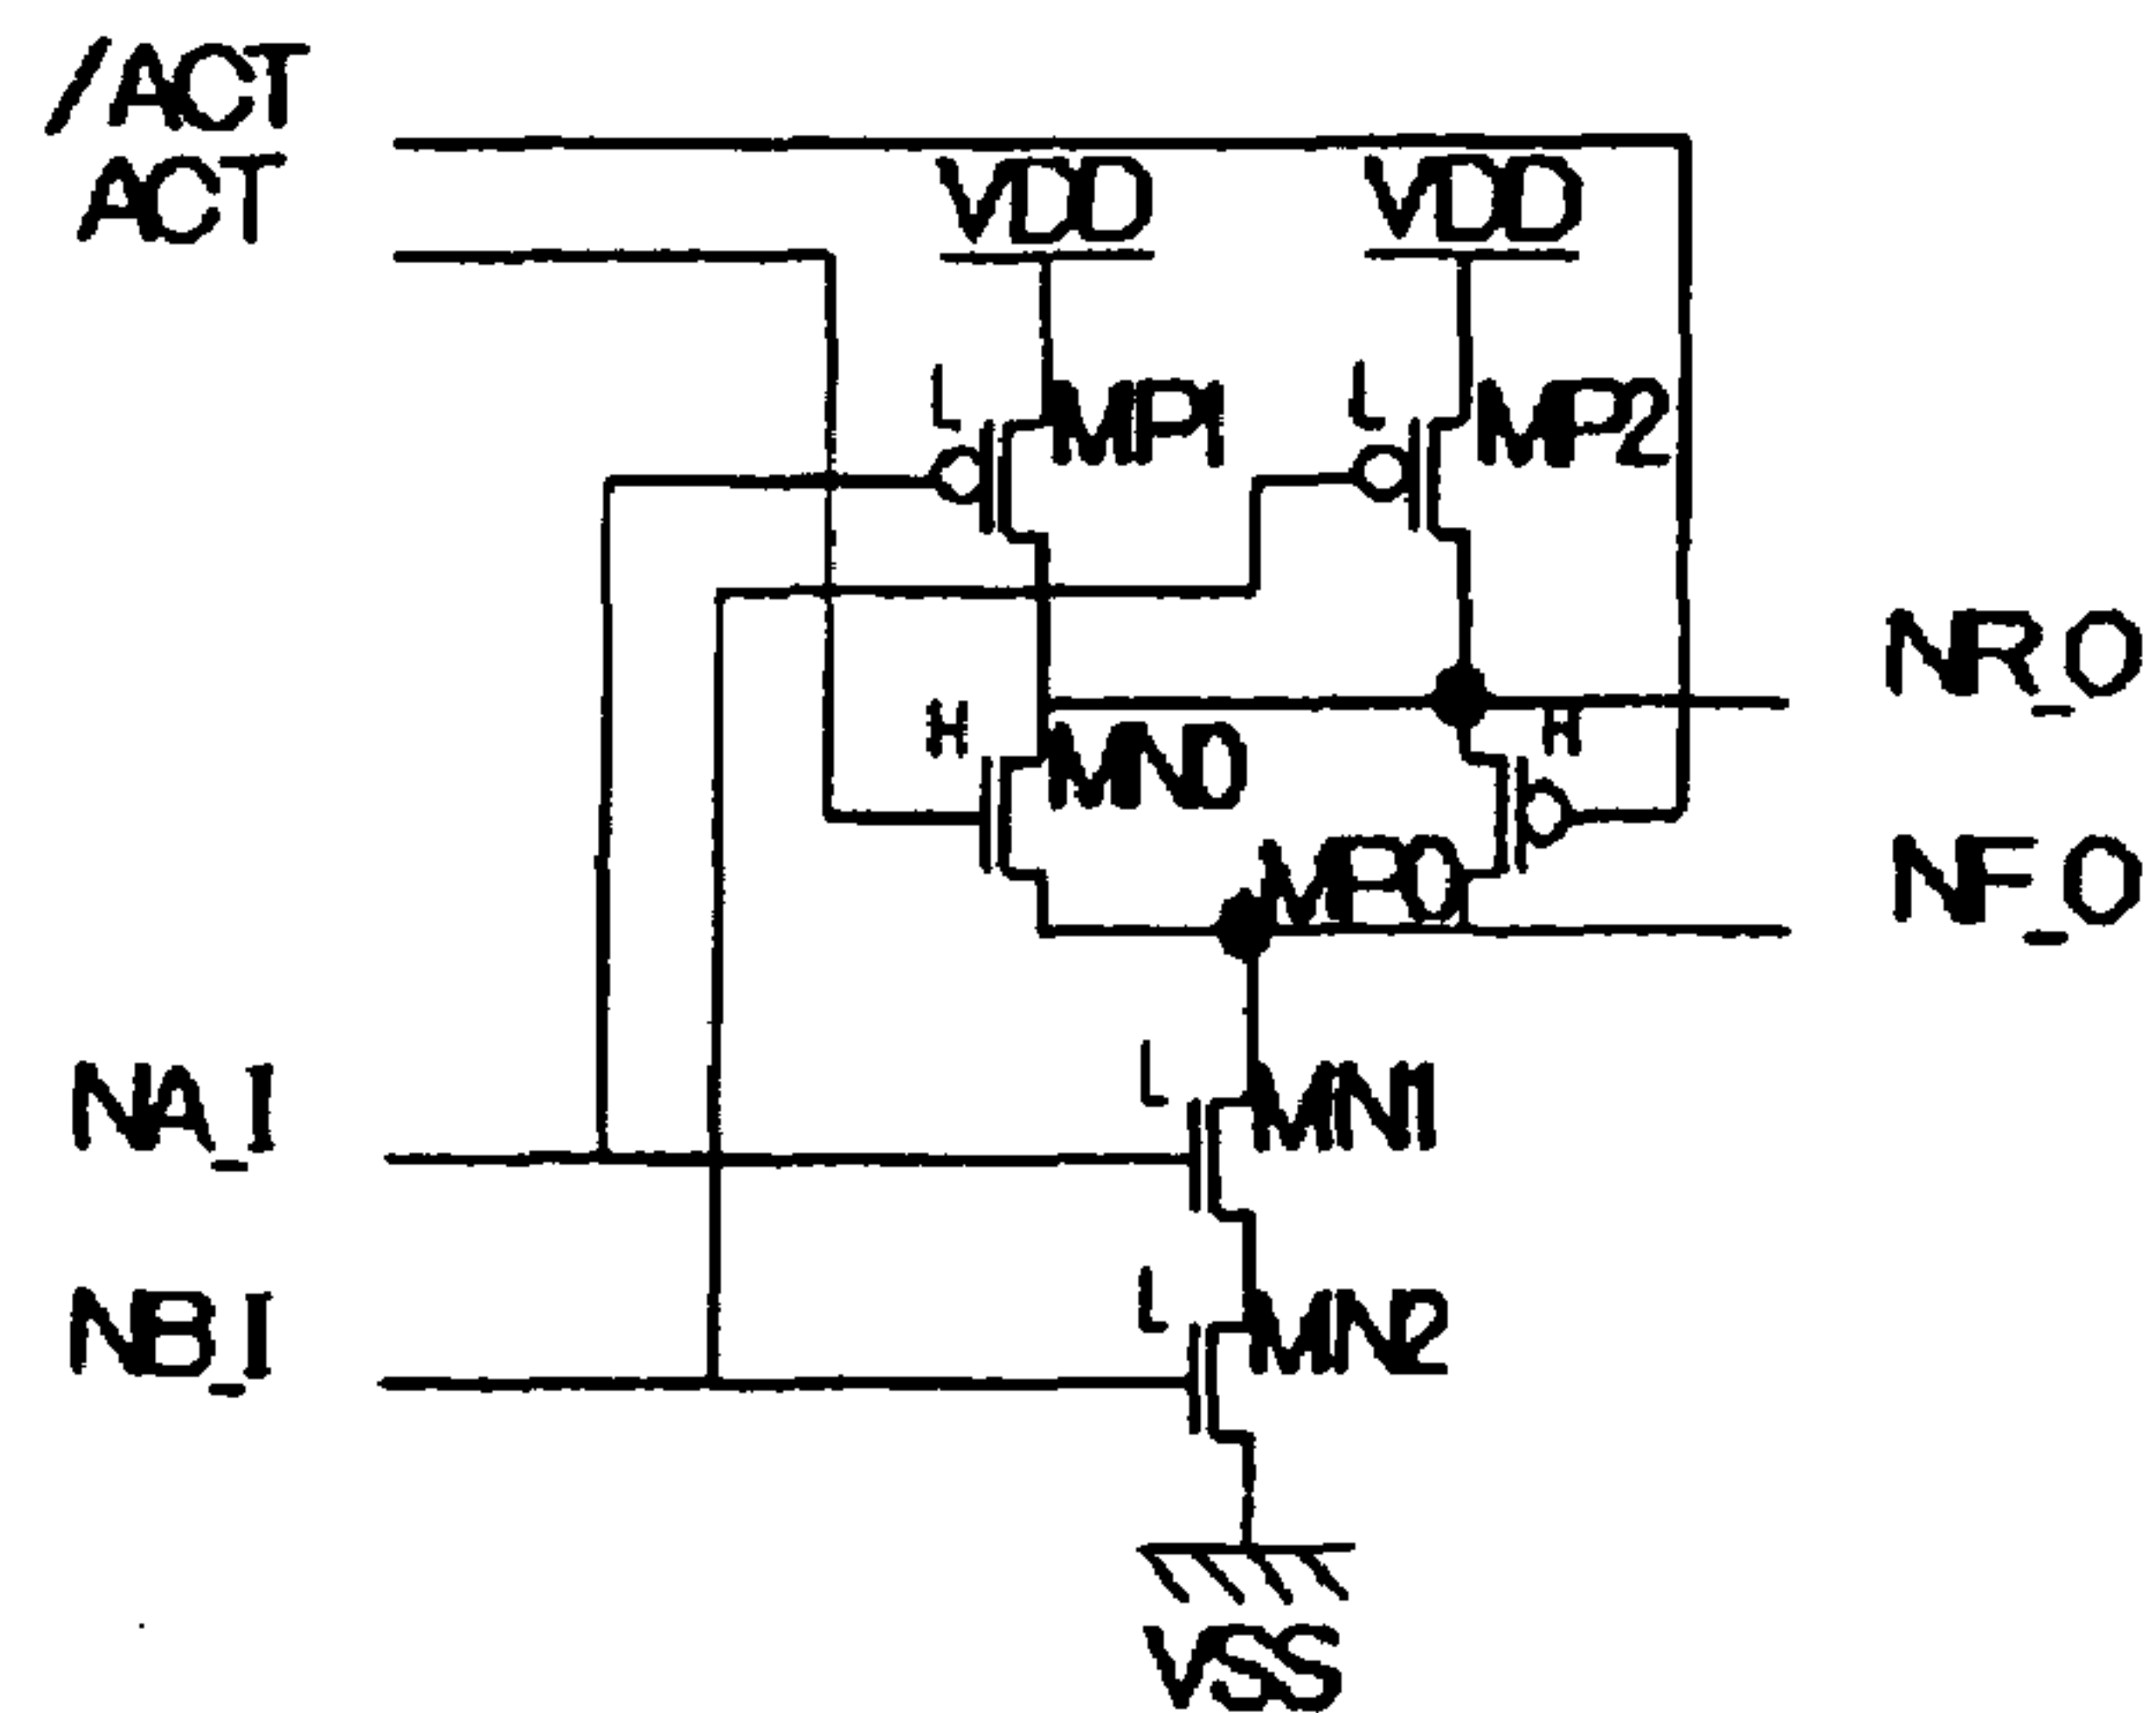 /ACT
ACT
VDD VDD
L MP1 L MP2
NR_O
H MN0 H
MP0 NF_O
NA_I L MN1
NB_I L MN2
VSS